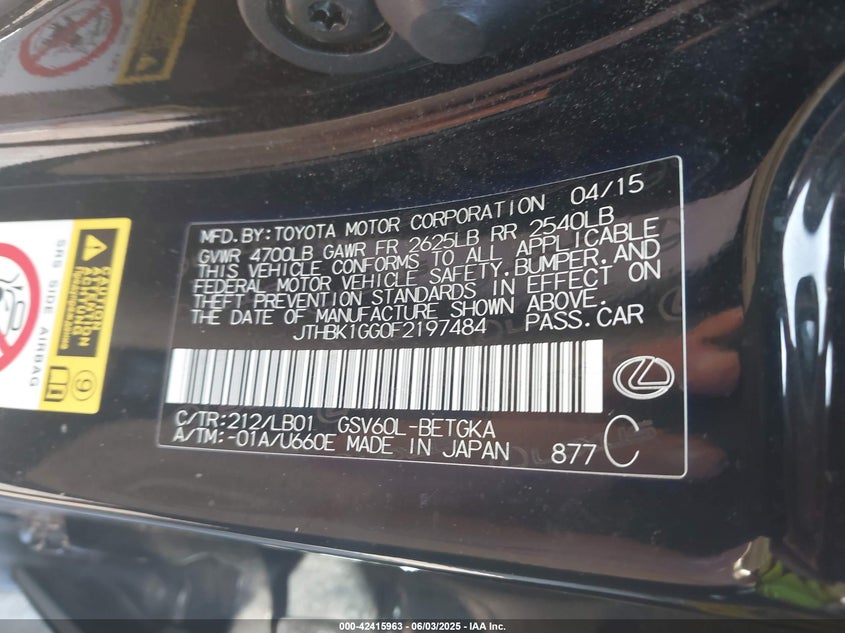 MFD.BY:TOYOTA MOTOR CORPORATION 04/15
GVWR 4700LB GAWR FR 2625LB RR 2540LB
THIS VEHICLE CONFORMS TO ALL APPLICABLE
FEDERAL MOTOR VEHICLE SAFETY,BUMPER,AND
THEFT PREVENTION STANDARDS IN EFFECT ON
THE DATE OF MANUFACTURE SHOWN ABOVE.
JTHBK1GG0F2197484 PASS.CAR
C/TR:212/LB01 GSV60L-BETGKA
A/TM:-01A/U660E MADE IN JAPAN 877 C
SRS SIDE AIRBAG
CAUTION
9
000-42415963 - 06/03/2025 - IAA Inc.